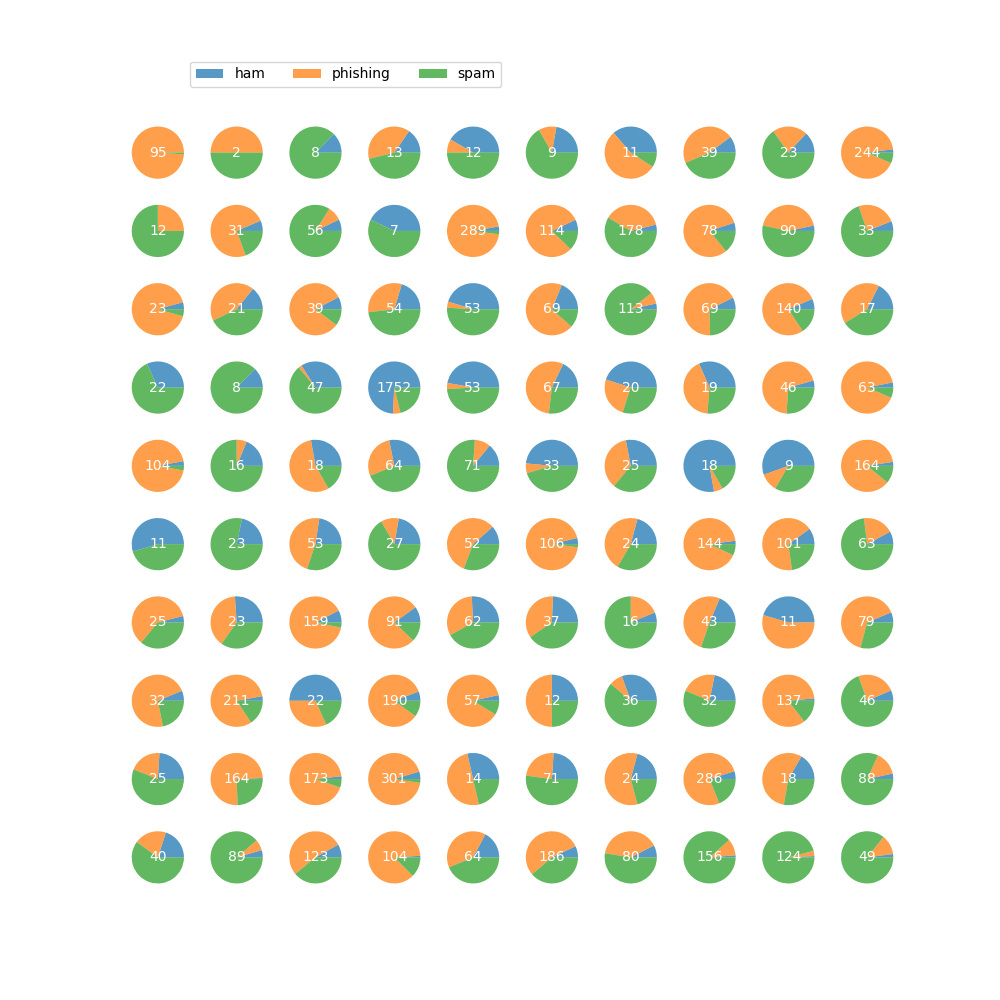 ham phishing spam
95 2 8 13 12 9 11 39 23 244
12 31 56 7 289 114 178 78 90 33
23 21 39 54 53 69 113 69 140 17
22 8 47 1752 53 67 20 19 46 63
104 16 18 64 71 33 25 18 9 164
11 23 53 27 52 106 24 144 101 63
25 23 159 91 62 37 16 43 11 79
32 211 22 190 57 12 36 32 137 46
25 164 173 301 14 71 24 286 18 88
40 89 123 104 64 186 80 156 124 49